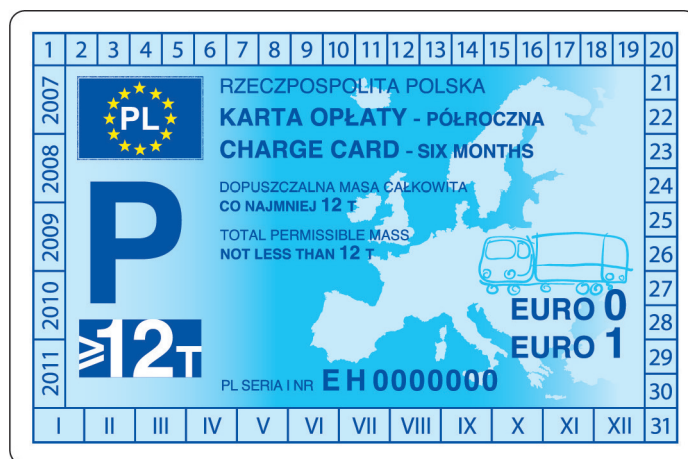 1 2 3 4 5 6 7 8 9 10 11 12 13 14 15 16 17 18 19 20
2007 2008 2009 2010 2011
PL
RZECZPOSPOLITA POLSKA
KARTA OPŁATY - PÓŁROCZNA
CHARGE CARD - SIX MONTHS
P
DOPUSZCZALNA MASA CAŁKOWITA
CO NAJMNIEJ 12 T
TOTAL PERMISSIBLE MASS
NOT LESS THAN 12 T
EURO 0
EURO 1
≥12T
PL SERIA I NR EH0000000
21
22
23
24
25
26
27
28
29
30
I II III IV V VI VII VIII IX X XI XII 31